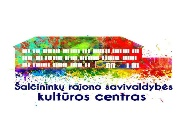 Šalčininkų rajono savivaldybės
kultūros centras